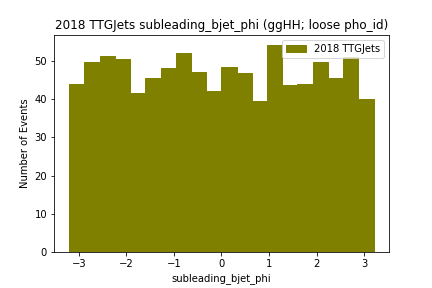 2018 TTGJets subleading_bjet_phi (ggHH; loose pho_id)
2018 TTGJets
Number of Events
50
40
30
20
10
0
−3 −2 −1 0 1 2 3
subleading_bjet_phi